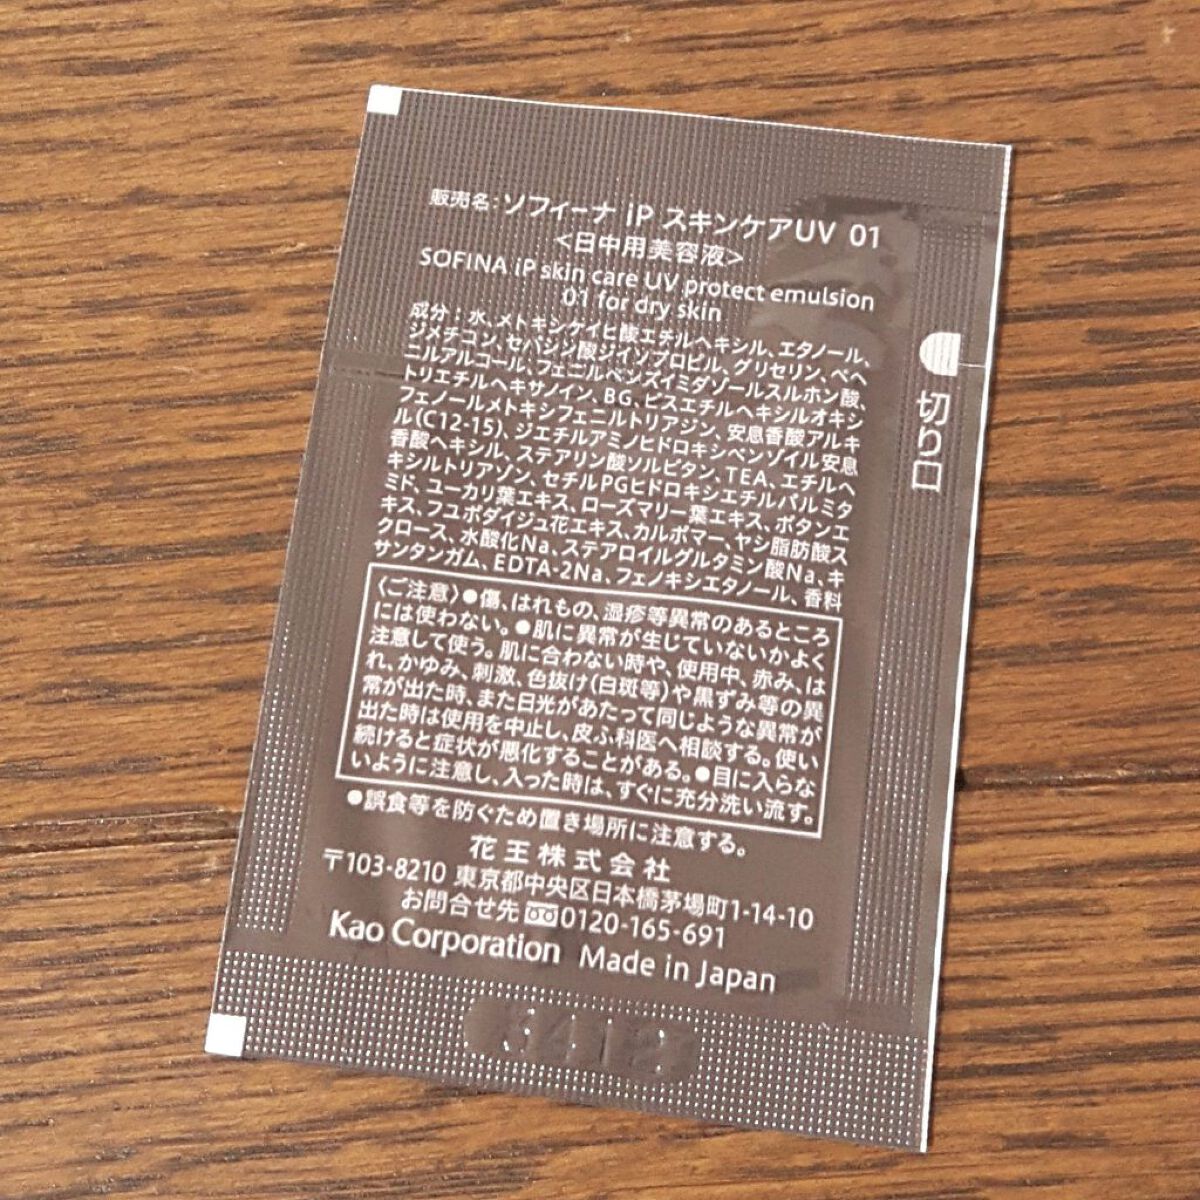 販売名：ソフィーナ iP スキンケアUV 01
<日中用美容液>
SOFINA iP skin care UV protect emulsion
01 for dry skin
成分：水、メトキシケイヒ酸エチルヘキシル、エタノール、
ジメチコン、セバシン酸ジイソプロピル、グリセリン、ベヘ
ニルアルコール、フェニルベンズイミダゾールスルホン酸、
トリエチルヘキサノイン、BG、ビスエチルヘキシルオキシ
フェノールメトキシフェニルトリアジン、安息香酸アルキ
ル(C12-15)、ジエチルアミノヒドロキシベンゾイル安息
香酸ヘキシル、ステアリン酸ソルビタン、TEA、エチルヘ
キシルトリアゾン、セチルPGヒドロキシエチルパルミタ
ミド、ユーカリ葉エキス、ローズマリー葉エキス、ボタンエ
キス、フユボダイジュ花エキス、カルボマー、ヤシ脂肪酸ス
クロース、水酸化Na、ステアロイルグルタミン酸Na、キ
サンタンガム、EDTA-2Na、フェノキシエタノール、香料
〈ご注意〉●傷、はれもの、湿疹等異常のあるところ
には使わない。●肌に異常が生じていないかよく
注意して使う。肌に合わない時や、使用中、赤み、は
れ、かゆみ、刺激、色抜け(白斑等)や黒ずみ等の異
常が出た時、また日光があたって同じような異常が
出た時は使用を中止し、皮ふ科医へ相談する。使い
続けると症状が悪化することがある。●目に入らな
いように注意し、入った時は、すぐに充分洗い流す。
●誤食等を防ぐため置き場所に注意する。
花王株式会社
〒103-8210 東京都中央区日本橋茅場町1-14-10
お問合せ先 0120-165-691
Kao Corporation Made in Japan
切り口
3412